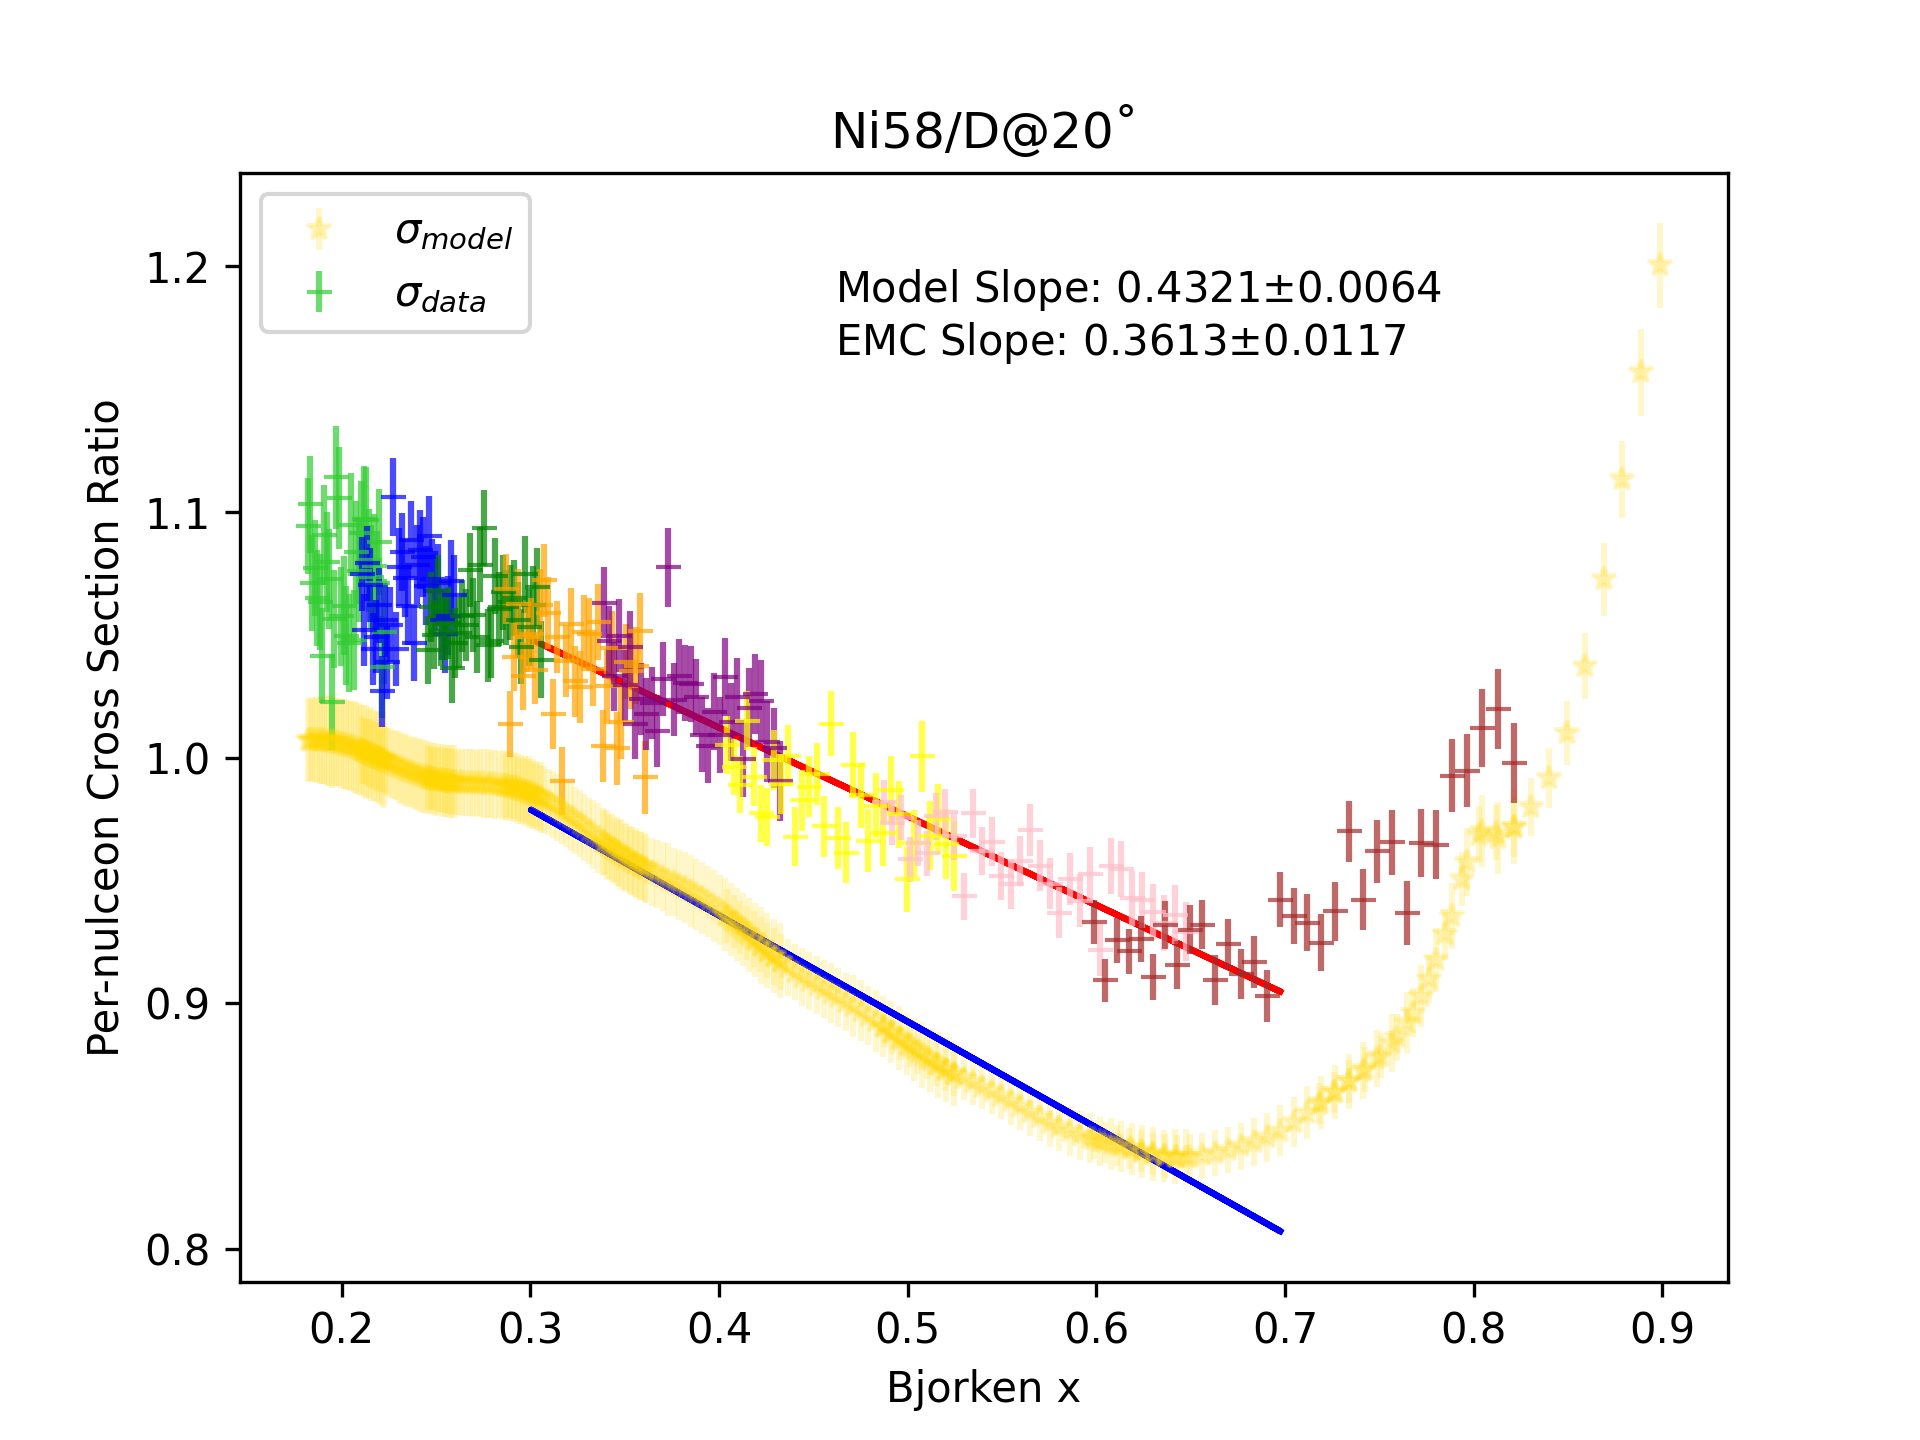 Ni58/D@20˚
σmodel
σdata
Model Slope: 0.4321±0.0064
EMC Slope: 0.3613±0.0117
Per-nulceon Cross Section Ratio
1.2
1.1
1.0
0.9
0.8
0.2 0.3 0.4 0.5 0.6 0.7 0.8 0.9
Bjorken x